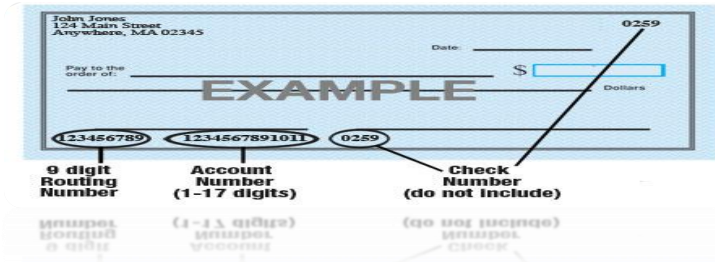 John Jones
124 Main Street
Anywhere, MA 02345
0259
Date:
Pay to the
order of:
$
EXAMPLE
Dollars
123456789 1234567891011 0259
9 digit
Routing
Number
Account
Number
(1-17 digits)
Check
Number
(do not include)